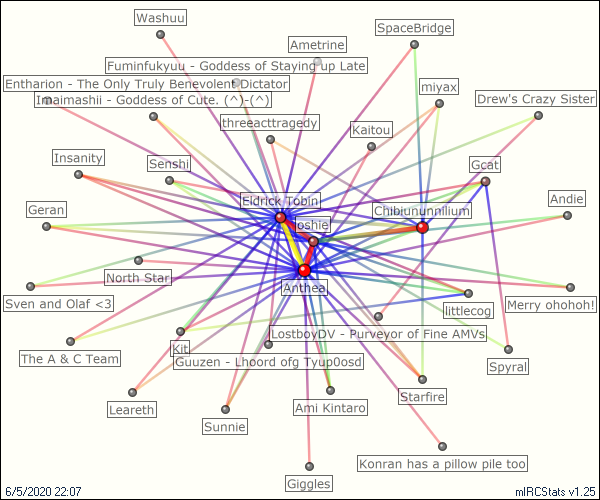 Washuu
SpaceBridge
Ametrine
Fuminfukyuu - Goddess of Staying up Late
Entharion - The Only Truly Benevolent Dictator
miyax
Imaimashii - Goddess of Cute. (^)-(^)
Drew's Crazy Sister
threeacttragedy
Kaitou
Insanity
Senshi
Gcat
Eldrick Tobin
Andie
Geran
Chibiununnilium
Joshie
North Star
Anthea
Sven and Olaf <3
Merry ohohoh!
littlecog
LostboyDV - Purveyor of Fine AMVs
Kit
The A & C Team
Guuzen - Lhoord ofg Tyup0osd
Spyral
Starfire
Leareth
Ami Kintaro
Sunnie
Konran has a pillow pile too
Giggles
6/5/2020 22:07
mIRCStats v1.25